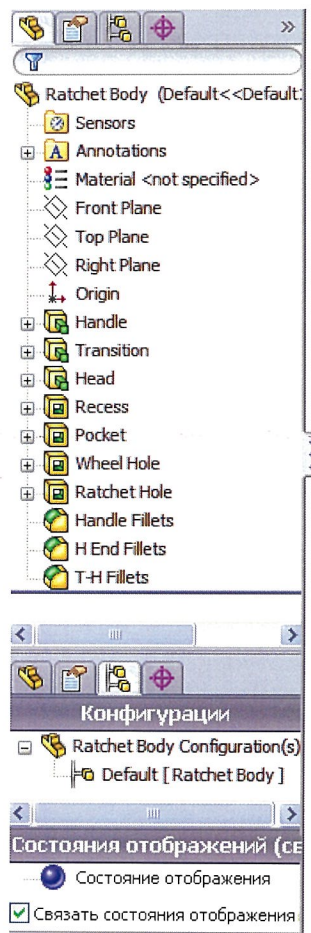 Ratchet Body (Default<<Default
Sensors
A Annotations
Material <not specified>
Front Plane
Top Plane
Right Plane
Origin
Handle
Transition
Head
Recess
Pocket
Wheel Hole
Ratchet Hole
Handle Fillets
H End Fillets
T-H Fillets
Конфигурации
Ratchet Body Configuration(s)
Default [ Ratchet Body ]
Состояния отображений (св
Состояние отображения
Связать состояния отображения